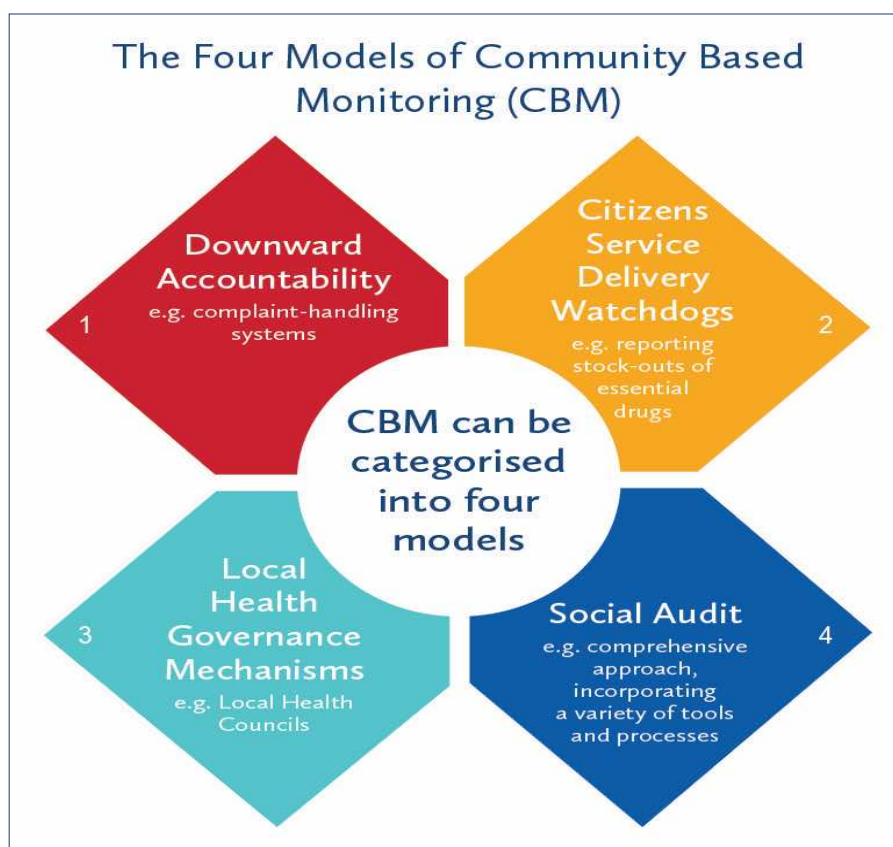 The Four Models of Community Based
Monitoring (CBM)
Downward
Accountability
e.g. complaint-handling
systems
1
Citizens
Service
Delivery
Watchdogs
e.g. reporting
stock-outs of
essential
drugs
2
CBM can be
categorised
into four
models
Local
Health
Governance
Mechanisms
e.g. Local Health
Councils
3
Social Audit
e.g. comprehensive
approach,
incorporating
a variety of tools
and processes
4